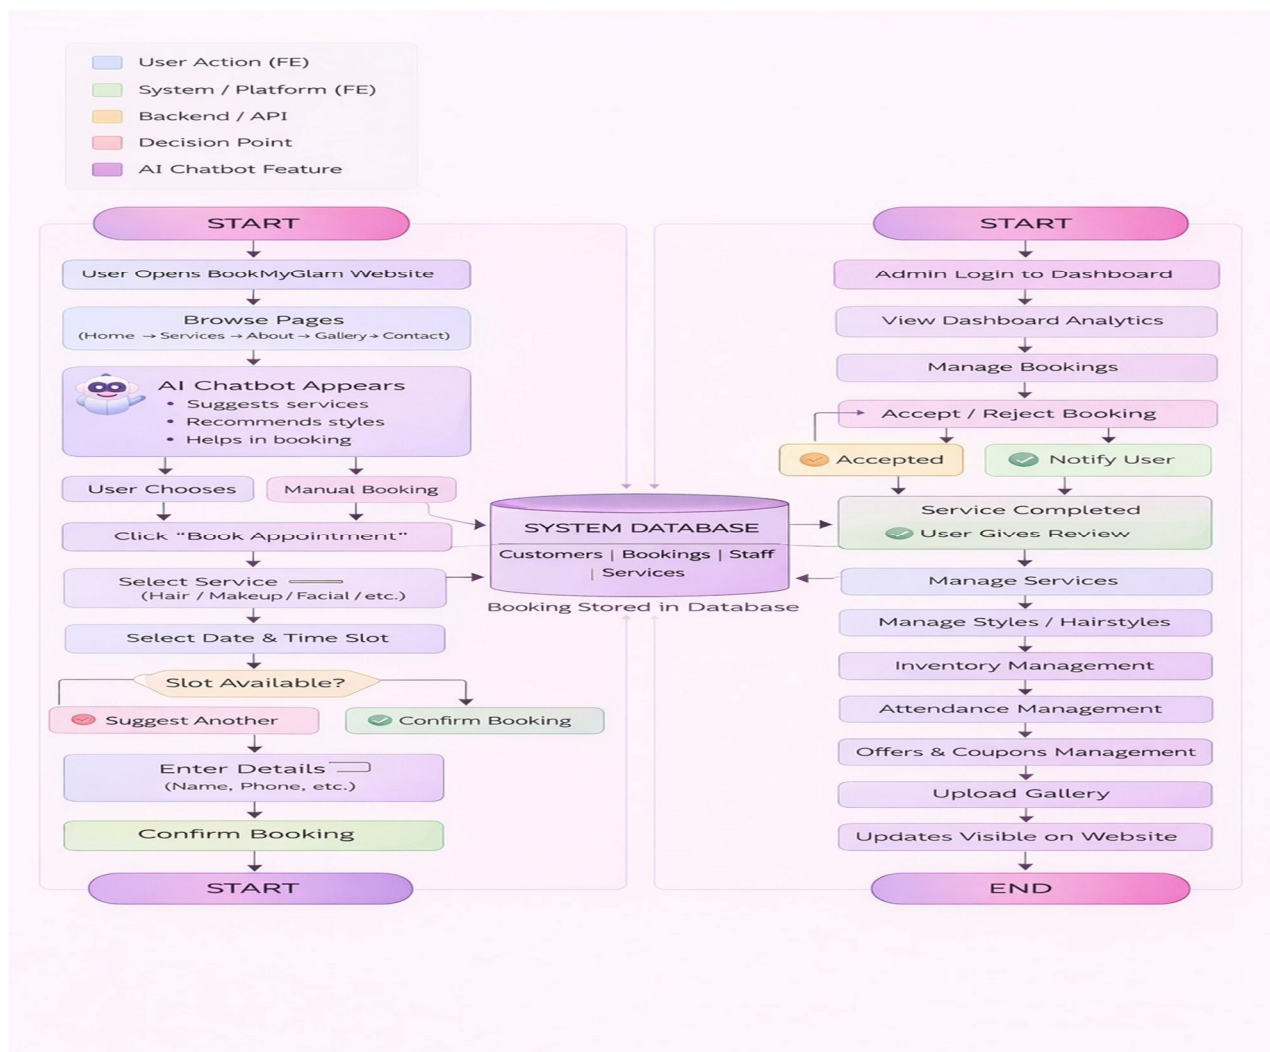 User Action (FE)
System / Platform (FE)
Backend / API
Decision Point
AI Chatbot Feature
START
User Opens BookMyGlam Website
Browse Pages
(Home → Services → About → Gallery → Contact)
AI Chatbot Appears
• Suggests services
• Recommends styles
• Helps in booking
User Chooses
Manual Booking
Click "Book Appointment"
Select Service
(Hair / Makeup / Facial / etc.)
Select Date & Time Slot
Slot Available?
Suggest Another
Confirm Booking
Enter Details
(Name, Phone, etc.)
Confirm Booking
START
SYSTEM DATABASE
Customers | Bookings | Staff
| Services
Booking Stored in Database
START
Admin Login to Dashboard
View Dashboard Analytics
Manage Bookings
Accept / Reject Booking
Accepted
Notify User
Service Completed
User Gives Review
Manage Services
Manage Styles / Hairstyles
Inventory Management
Attendance Management
Offers & Coupons Management
Upload Gallery
Updates Visible on Website
END